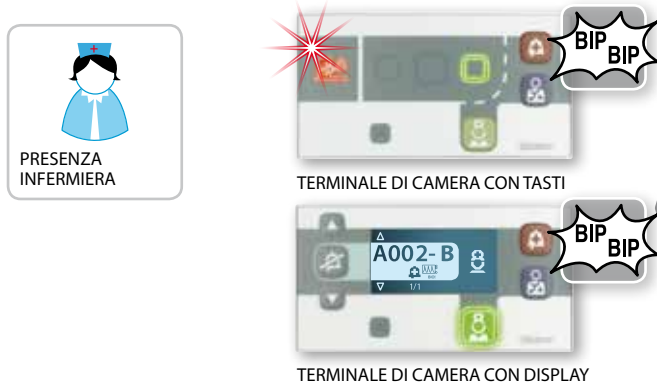 BIP
BIP
PRESENZA
INFERMIERA
TERMINALE DI CAMERA CON TASTI
A002-B
1/1
BIP
BIP
TERMINALE DI CAMERA CON DISPLAY